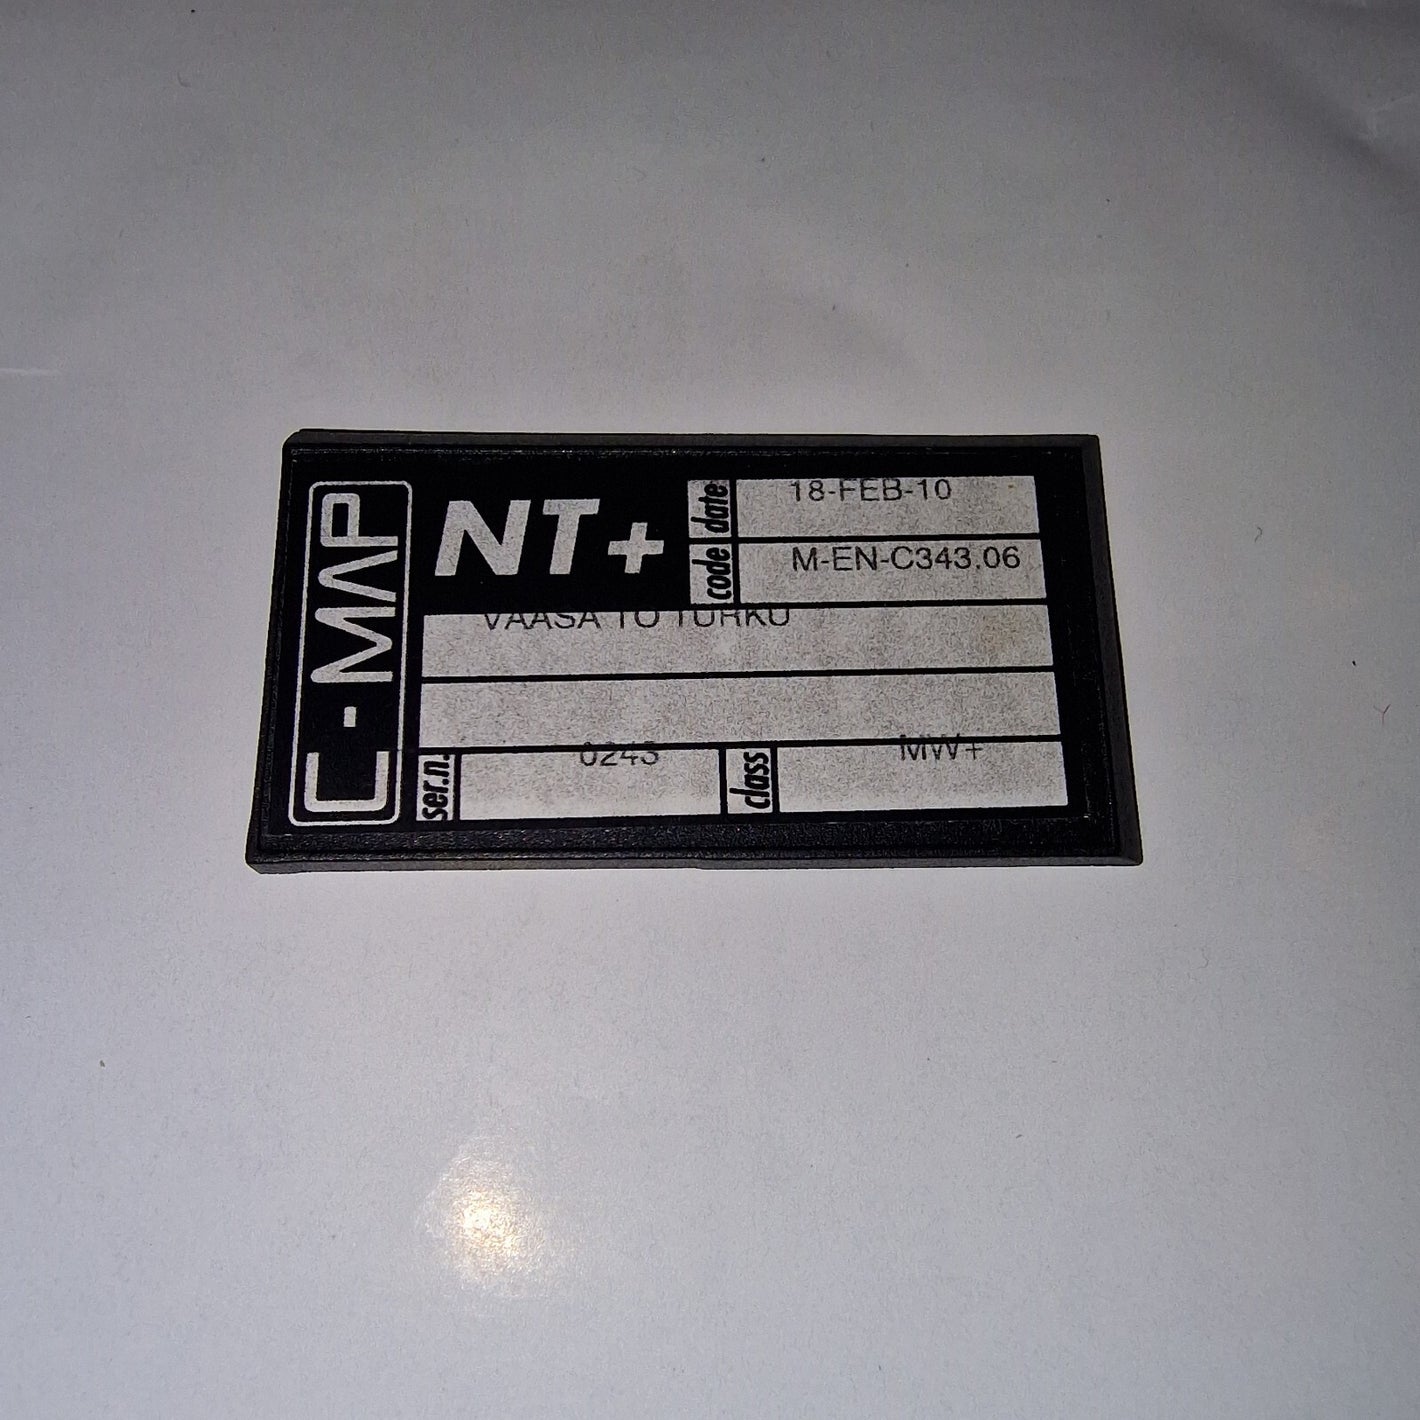 C-MAP
NT+
date 18-FEB-10
code M-EN-C343.06
VAASA TO TURKU
ser.n. 0243
class MW+